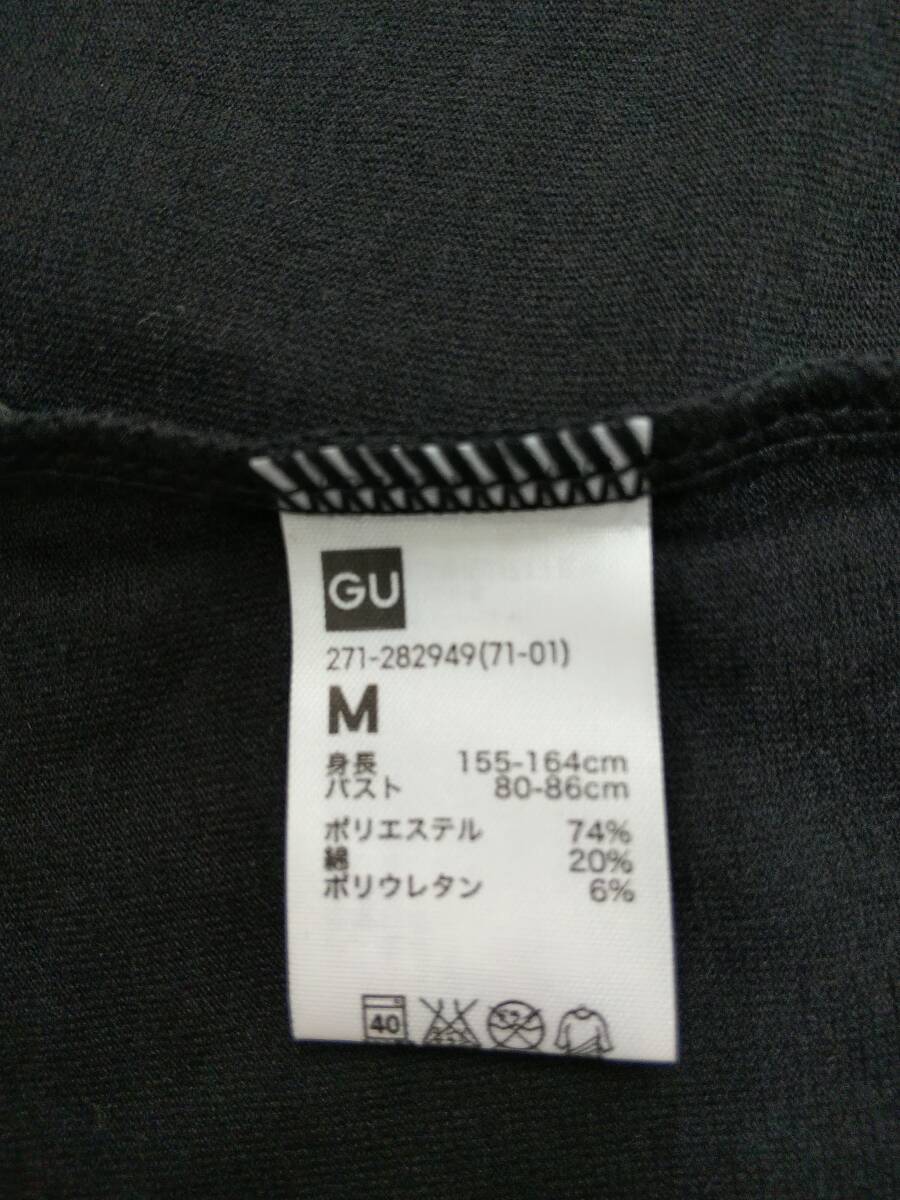 GU
271-282949(71-01)
M
身長 155-164cm
バスト 80-86cm
ポリエステル 74%
綿 20%
ポリウレタン 6%
40